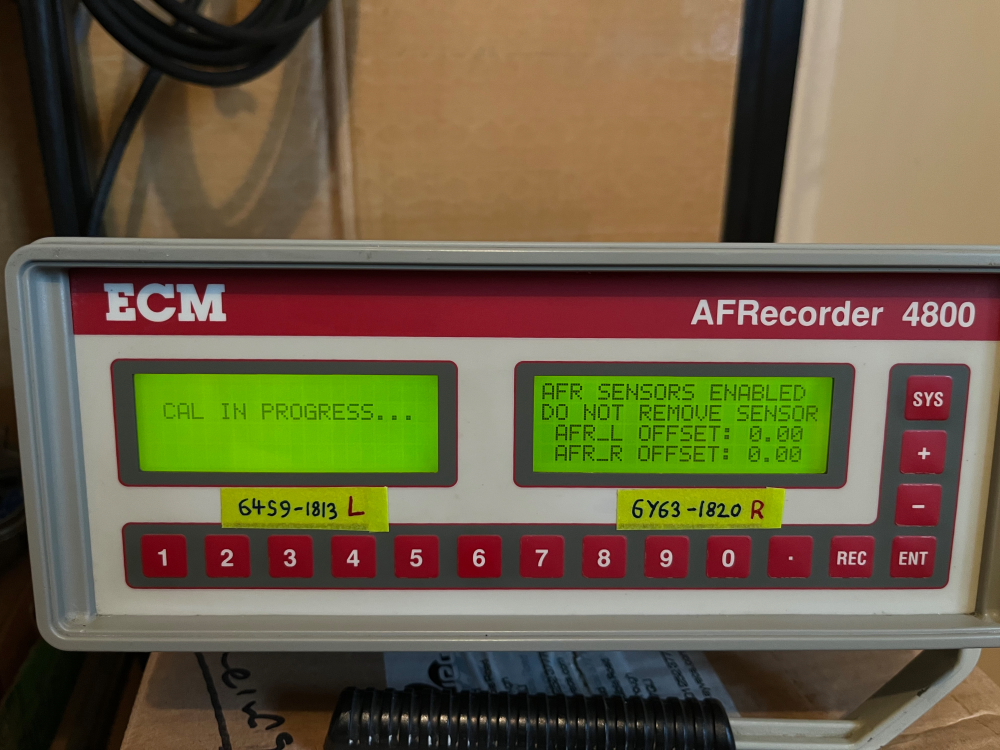 ECM
AFRecorder 4800
CAL IN PROGRESS...
AFR SENSORS ENABLED
DO NOT REMOVE SENSOR
AFR_L OFFSET: 0.00
AFR_R OFFSET: 0.00
SYS
+
-
64S9-1813 L
6Y63-1820 R
1 2 3 4 5 6 7 8 9 0 . REC ENT